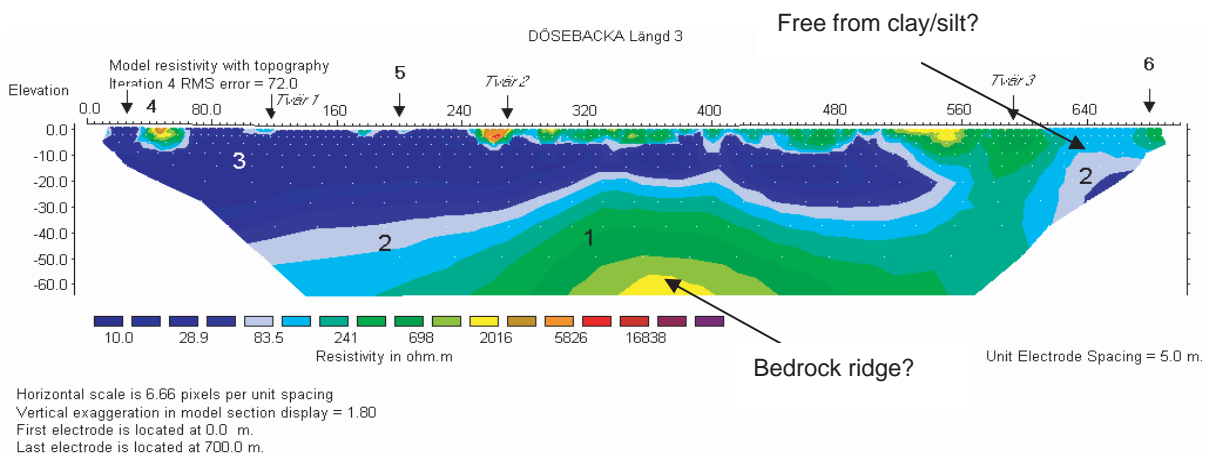 Free from clay/silt?
DÖSEBACKA Längd 3
Model resistivity with topography
Iteration 4 RMS error = 72.0
Elevation
4 Tvär 1 5 Tvär 2 Tvär 3 6
0.0 80.0 160 240 320 400 480 560 640
0.0
-10.0
-20.0
-30.0
-40.0
-50.0
-60.0
3
2
1
2
10.0 28.9 83.5 241 698 2016 5826 16838
Resistivity in ohm.m
Bedrock ridge?
Unit Electrode Spacing = 5.0 m.
Horizontal scale is 6.66 pixels per unit spacing
Vertical exaggeration in model section display = 1.80
First electrode is located at 0.0 m.
Last electrode is located at 700.0 m.